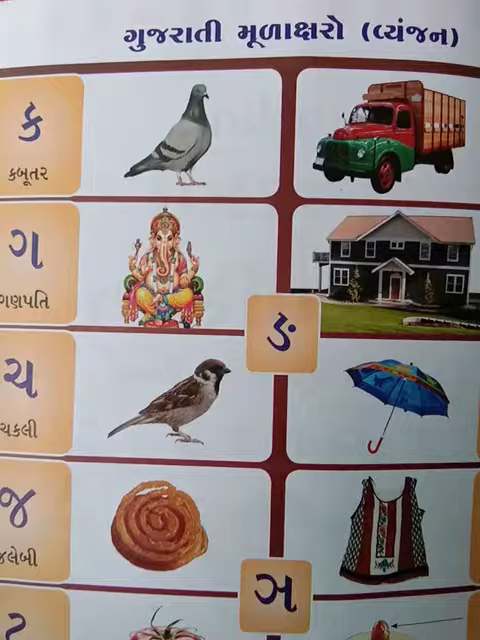 ગુજરાતી મૂળાક્ષરો (વ્યંજન)
ક
કબૂતર
ગ
ગણપતિ
ઙ
ચ
ચકલી
જ
જલેબી
ઞ
ટ